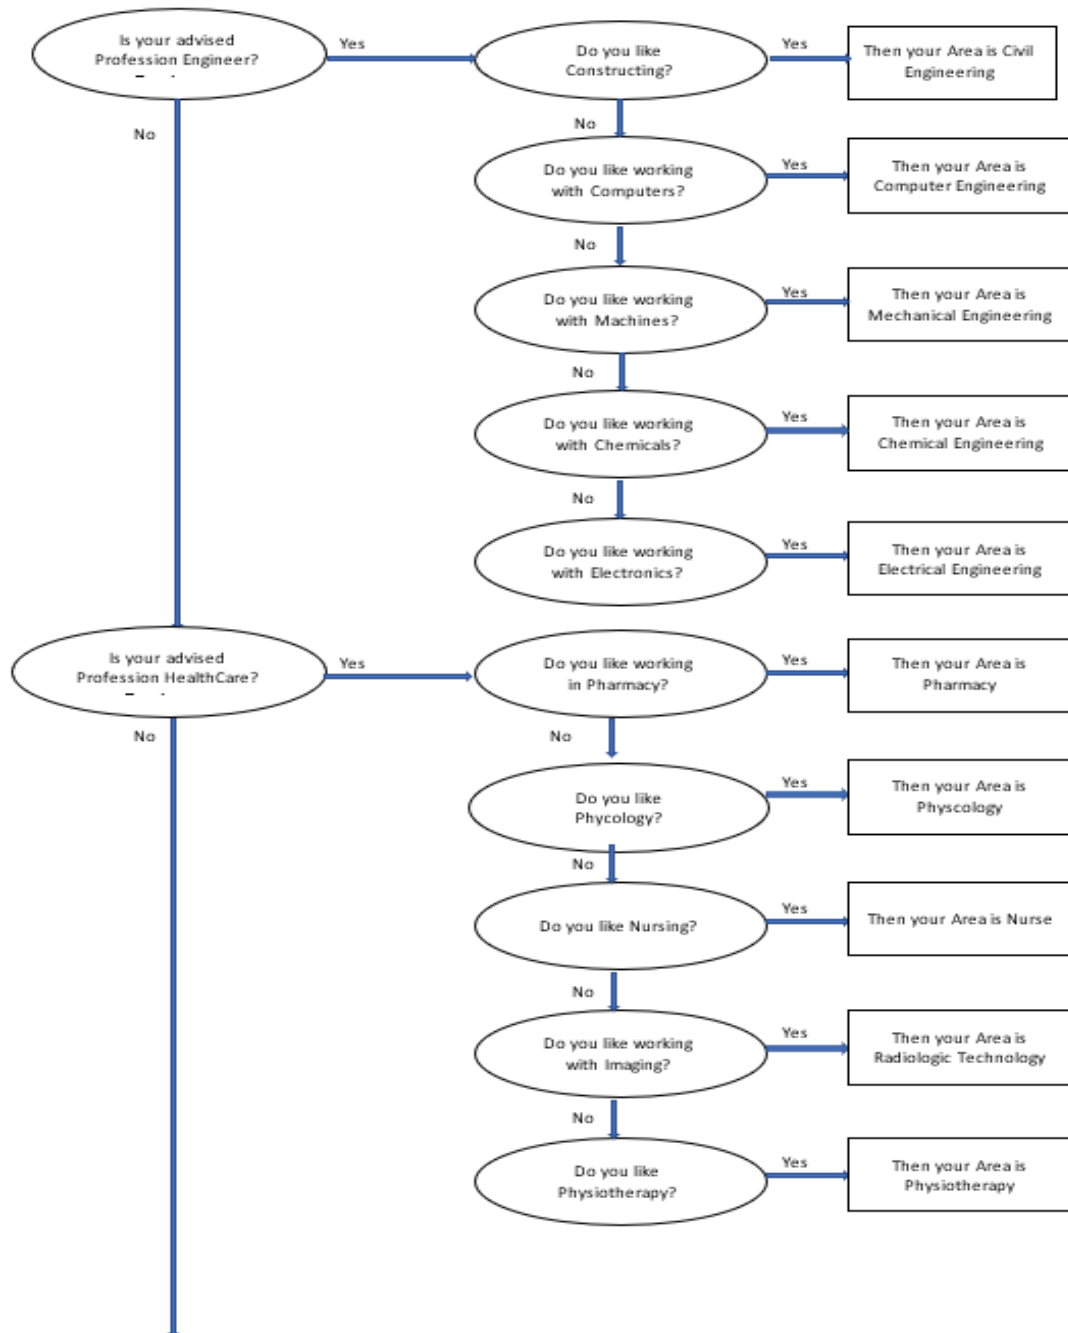 Is your advised
Profession Engineer?
Yes
Do you like
Constructing?
Yes
Then your Area is Civil
Engineering
No
No
Do you like working
with Computers?
Yes
Then your Area is
Computer Engineering
No
Do you like working
with Machines?
Yes
Then your Area is
Mechanical Engineering
No
Do you like working
with Chemicals?
Yes
Then your Area is
Chemical Engineering
No
Do you like working
with Electronics?
Yes
Then your Area is
Electrical Engineering
Is your advised
Profession HealthCare?
Yes
Do you like working
in Pharmacy?
Yes
Then your Area is
Pharmacy
No
No
Do you like
Phycology?
Yes
Then your Area is
Physcology
No
Do you like Nursing?
Yes
Then your Area is Nurse
No
Do you like working
with Imaging?
Yes
Then your Area is
Radiologic Technology
No
Do you like
Physiotherapy?
Yes
Then your Area is
Physiotherapy